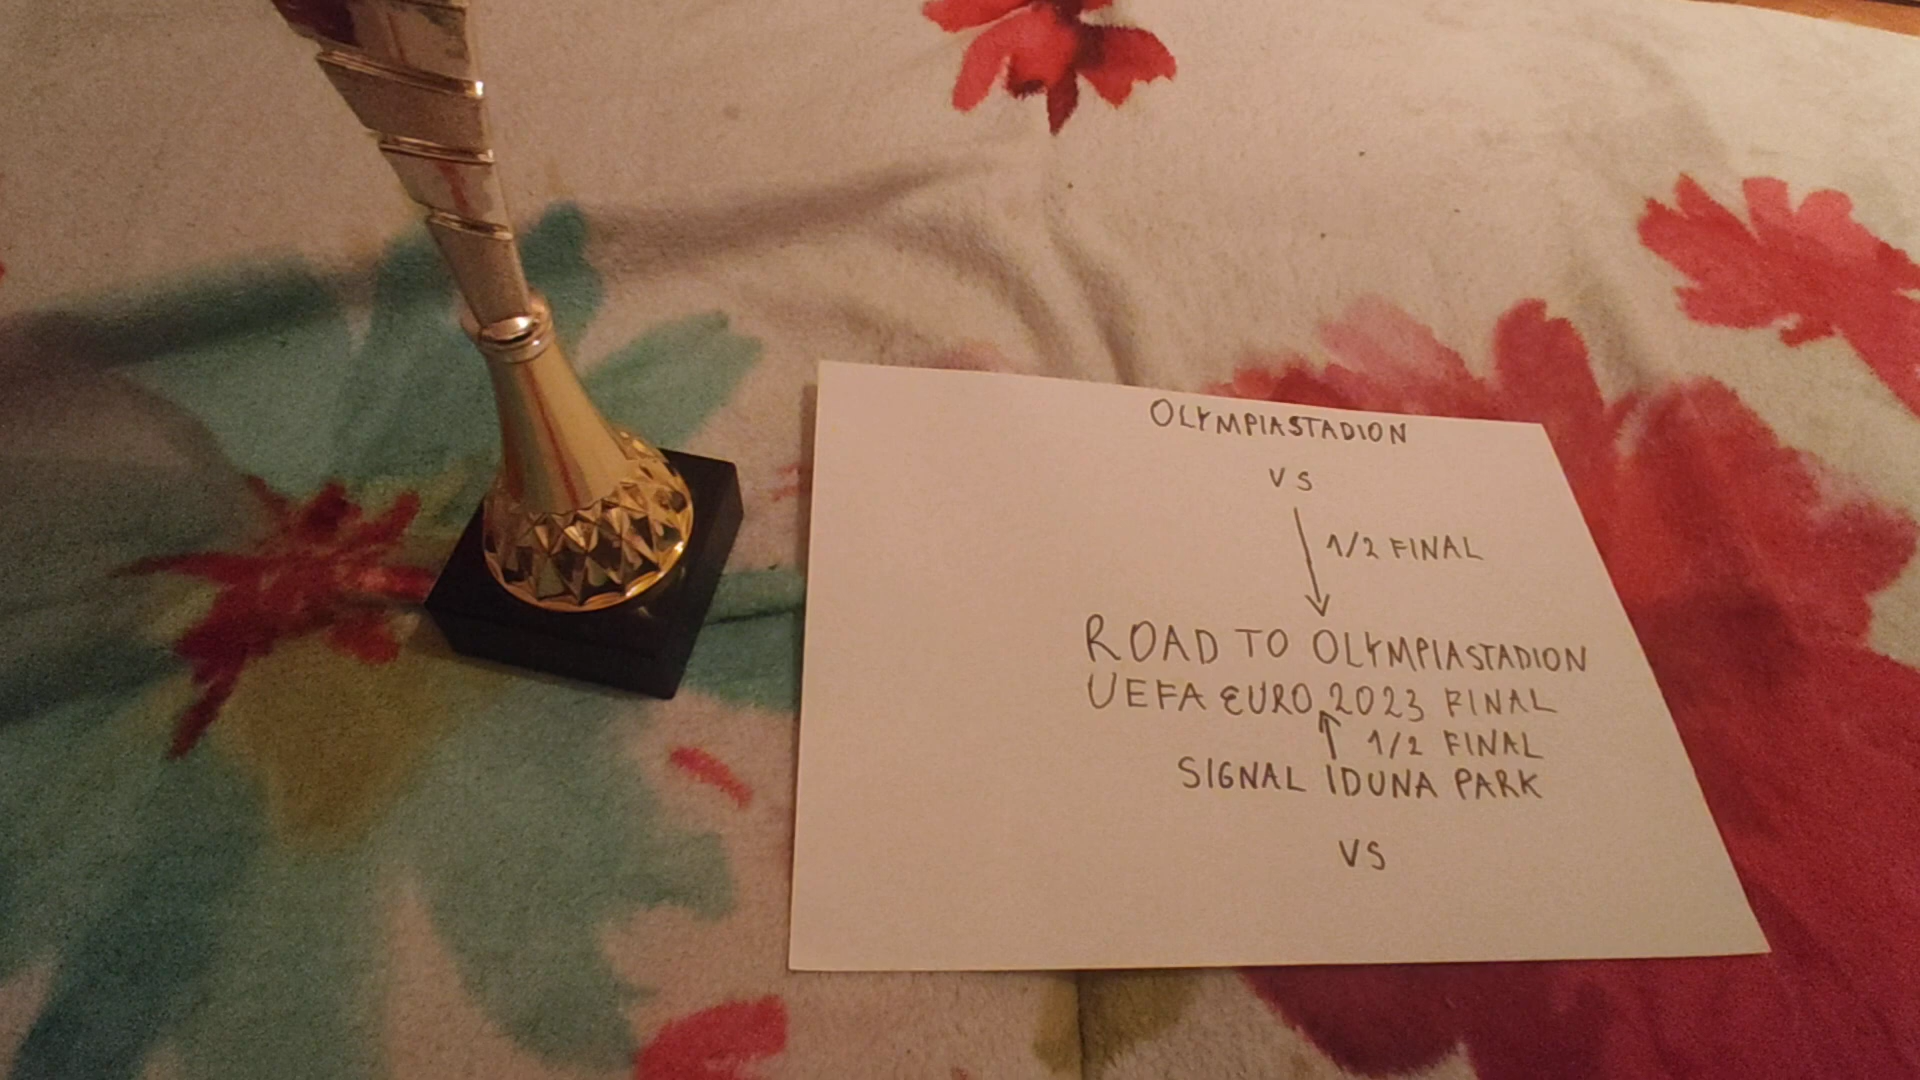 OLYMPIASTADION
VS
1/2 FINAL
ROAD TO OLYMPIASTADION
UEFA EURO 2023 FINAL
1/2 FINAL
SIGNAL IDUNA PARK
VS